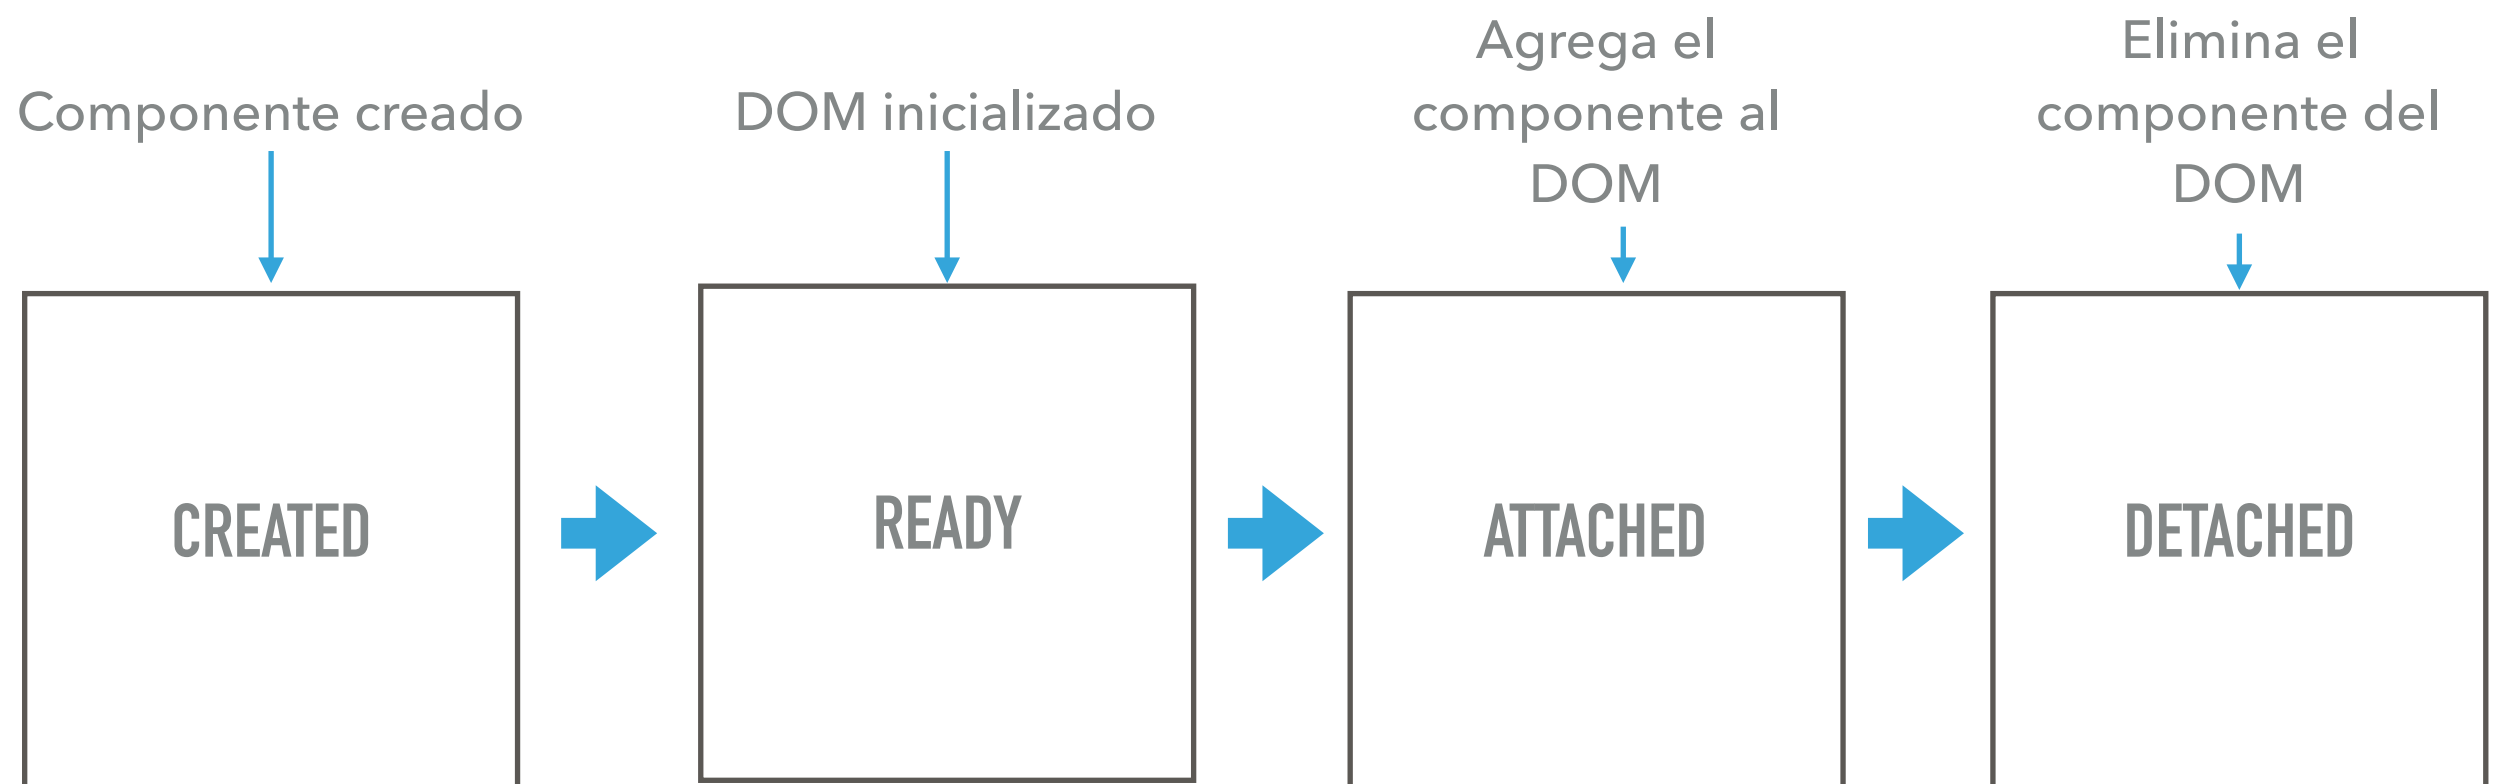 Componente creado
DOM inicializado
Agrega el
componente al
DOM
Elimina el
componente del
DOM
CREATED
READY
ATTACHED
DETACHED